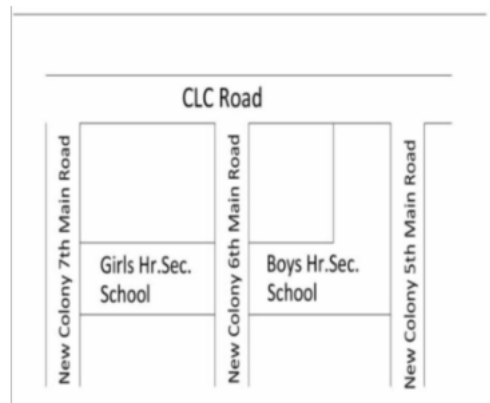 CLC Road
New Colony 7th Main Road
Girls Hr.Sec.
School
New Colony 6th Main Road
Boys Hr.Sec.
School
New Colony 5th Main Road